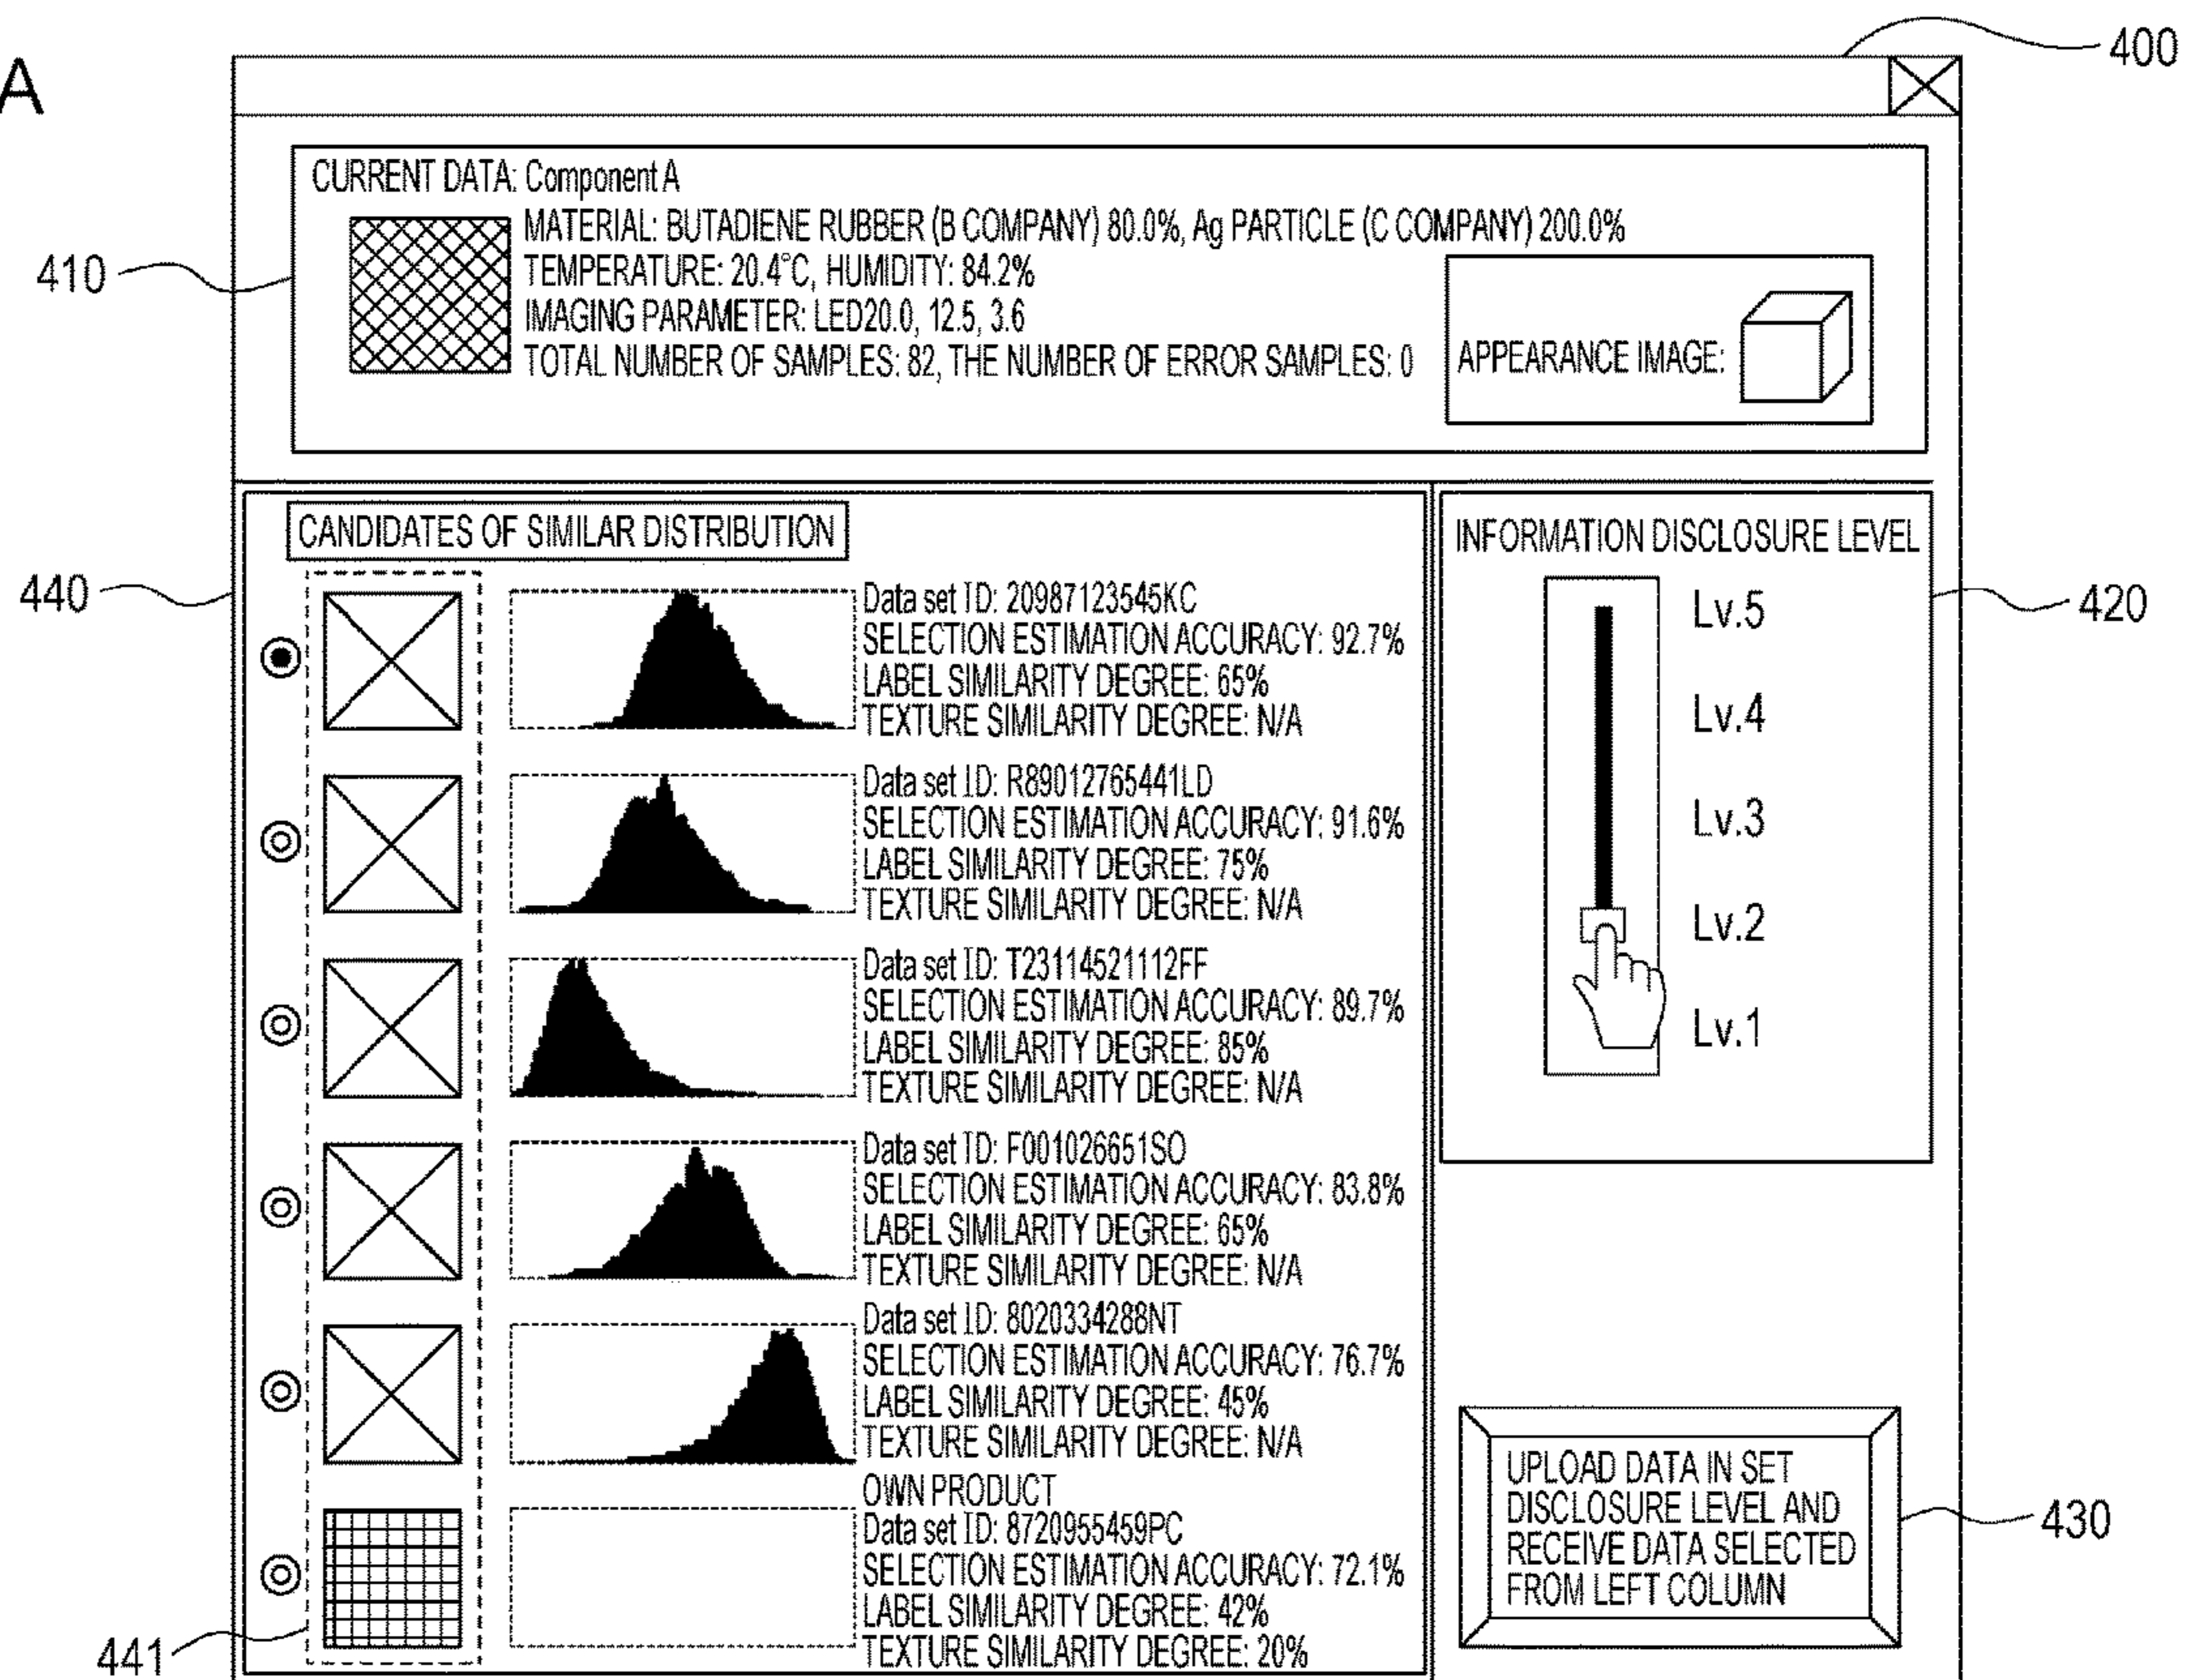 A
400
CURRENT DATA: Component A
MATERIAL: BUTADIENE RUBBER (B COMPANY) 80.0%, Ag PARTICLE (C COMPANY) 200.0%
TEMPERATURE: 20.4°C, HUMIDITY: 84.2%
IMAGING PARAMETER: LED20.0, 12.5, 3.6
TOTAL NUMBER OF SAMPLES: 82, THE NUMBER OF ERROR SAMPLES: 0
APPEARANCE IMAGE:
410
CANDIDATES OF SIMILAR DISTRIBUTION
440
Data set ID: 20987123545KC
SELECTION ESTIMATION ACCURACY: 92.7%
LABEL SIMILARITY DEGREE: 65%
TEXTURE SIMILARITY DEGREE: N/A
Data set ID: R89012765441LD
SELECTION ESTIMATION ACCURACY: 91.6%
LABEL SIMILARITY DEGREE: 75%
TEXTURE SIMILARITY DEGREE: N/A
Data set ID: T23114521112FF
SELECTION ESTIMATION ACCURACY: 89.7%
LABEL SIMILARITY DEGREE: 85%
TEXTURE SIMILARITY DEGREE: N/A
Data set ID: F001026651SO
SELECTION ESTIMATION ACCURACY: 83.8%
LABEL SIMILARITY DEGREE: 65%
TEXTURE SIMILARITY DEGREE: N/A
Data set ID: 8020334288NT
SELECTION ESTIMATION ACCURACY: 76.7%
LABEL SIMILARITY DEGREE: 45%
TEXTURE SIMILARITY DEGREE: N/A
OWN PRODUCT
Data set ID: 8720955459PC
SELECTION ESTIMATION ACCURACY: 72.1%
LABEL SIMILARITY DEGREE: 42%
TEXTURE SIMILARITY DEGREE: 20%
441
INFORMATION DISCLOSURE LEVEL
Lv.5
Lv.4
Lv.3
Lv.2
Lv.1
420
UPLOAD DATA IN SET
DISCLOSURE LEVEL AND
RECEIVE DATA SELECTED
FROM LEFT COLUMN
430